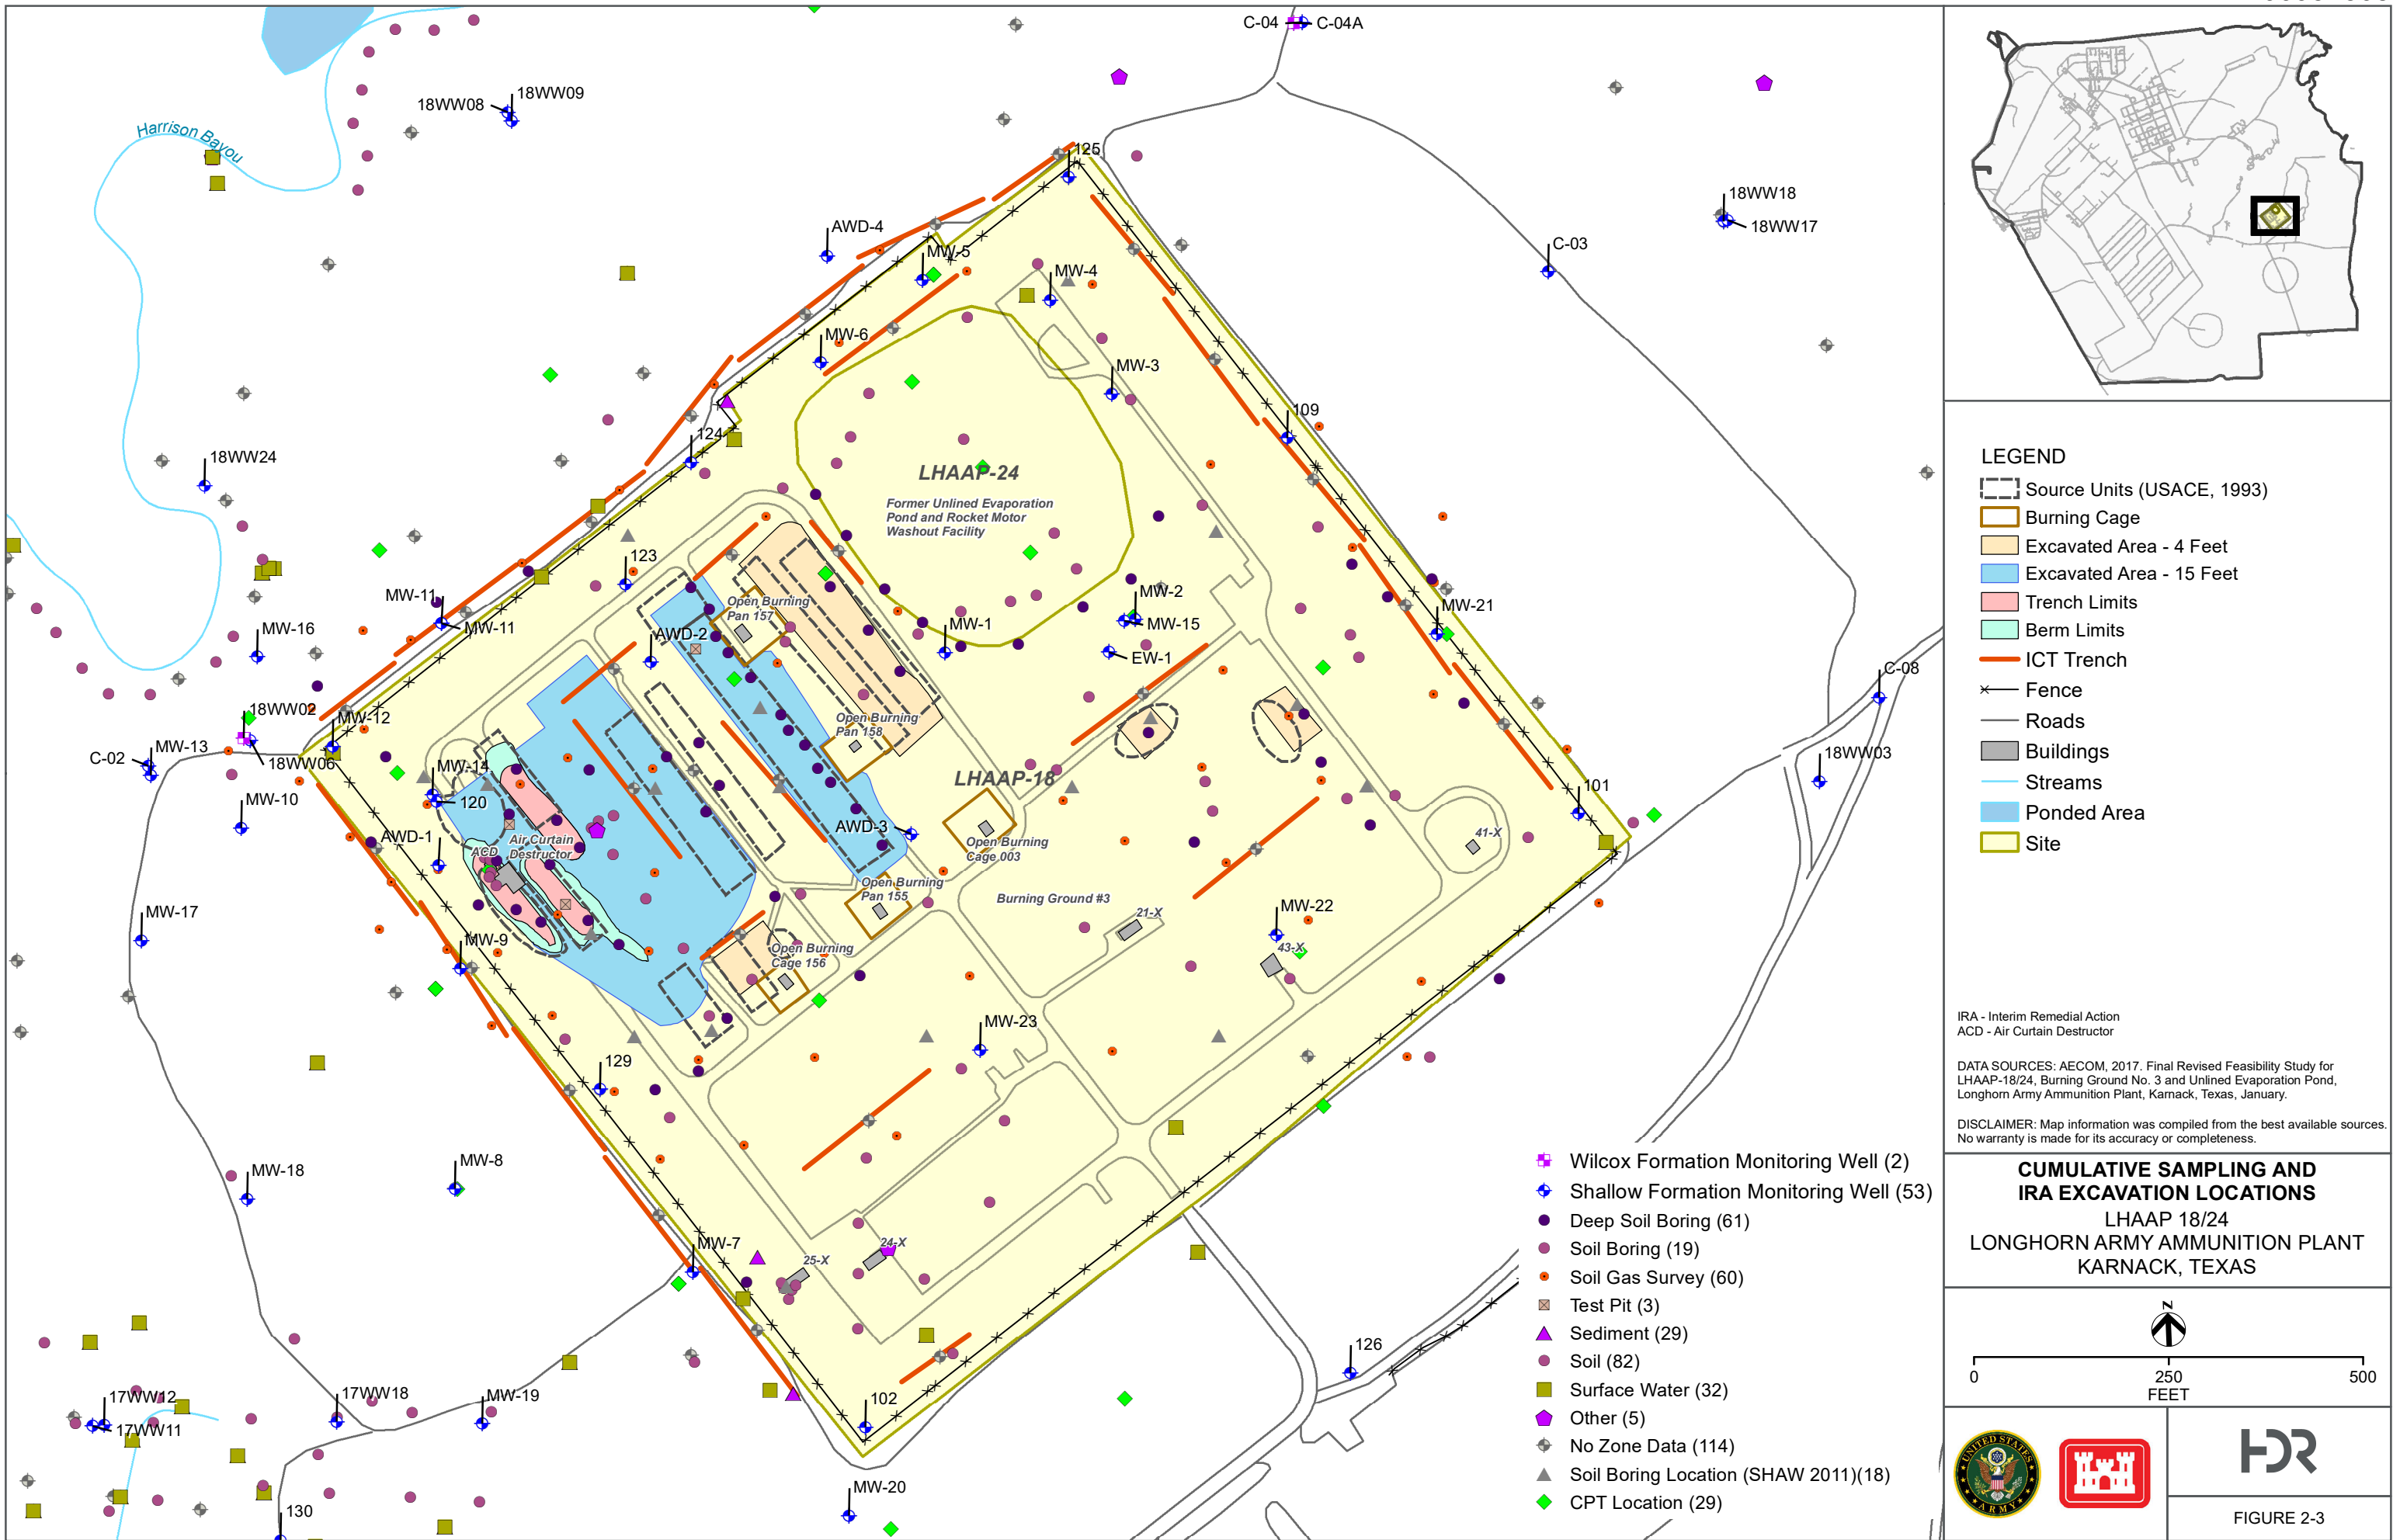 C-04
C-04A
18WW08
18WW09
Harrison Bayou
125
AWD-4
MW-5
MW-4
18WW18
18WW17
C-03
MW-6
MW-3
109
124
18WW24
LHAAP-24
Former Unlined Evaporation
Pond and Rocket Motor
Washout Facility
123
MW-11
MW-11
MW-16
Open Burning
Pan 157
AWD-2
MW-1
MW-2
MW-15
EW-1
MW-21
C-08
18WW02
MW-12
18WW06
C-02
MW-13
Open Burning
Pan 158
LHAAP-18
18WW03
MW-14
120
MW-10
101
AWD-1
ACD
Air Curtain
Destructor
AWD-3
Open Burning
Cage 003
41-X
Open Burning
Pan 155
Burning Ground #3
21-X
MW-22
43-X
MW-17
MW-9
Open Burning
Cage 156
MW-23
129
MW-18
MW-8
MW-7
25-X
24-X
126
17WW12
17WW11
17WW18
MW-19
102
130
MW-20
Wilcox Formation Monitoring Well (2)
Shallow Formation Monitoring Well (53)
Deep Soil Boring (61)
Soil Boring (19)
Soil Gas Survey (60)
Test Pit (3)
Sediment (29)
Soil (82)
Surface Water (32)
Other (5)
No Zone Data (114)
Soil Boring Location (SHAW 2011)(18)
CPT Location (29)
LEGEND
Source Units (USACE, 1993)
Burning Cage
Excavated Area - 4 Feet
Excavated Area - 15 Feet
Trench Limits
Berm Limits
ICT Trench
Fence
Roads
Buildings
Streams
Ponded Area
Site
IRA - Interim Remedial Action
ACD - Air Curtain Destructor
DATA SOURCES: AECOM, 2017. Final Revised Feasibility Study for
LHAAP-18/24, Burning Ground No. 3 and Unlined Evaporation Pond,
Longhorn Army Ammunition Plant, Karnack, Texas, January.
DISCLAIMER: Map information was compiled from the best available sources.
No warranty is made for its accuracy or completeness.
CUMULATIVE SAMPLING AND
IRA EXCAVATION LOCATIONS
LHAAP 18/24
LONGHORN ARMY AMMUNITION PLANT
KARNACK, TEXAS
N
0 250 500
FEET
UNITED STATES
ARMY
HDR
FIGURE 2-3